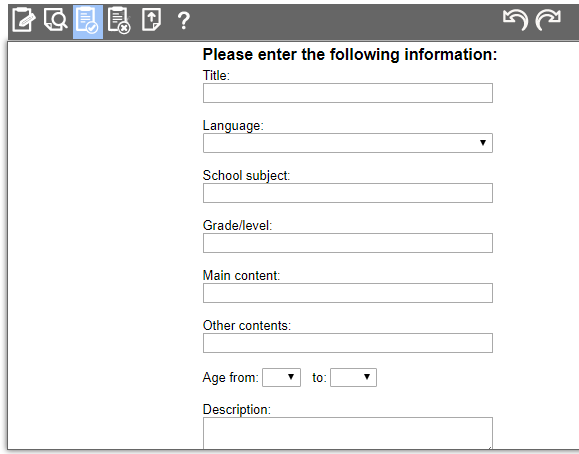 ?
Please enter the following information:
Title:
Language:
School subject:
Grade/level:
Main content:
Other contents:
Age from: to:
Description: